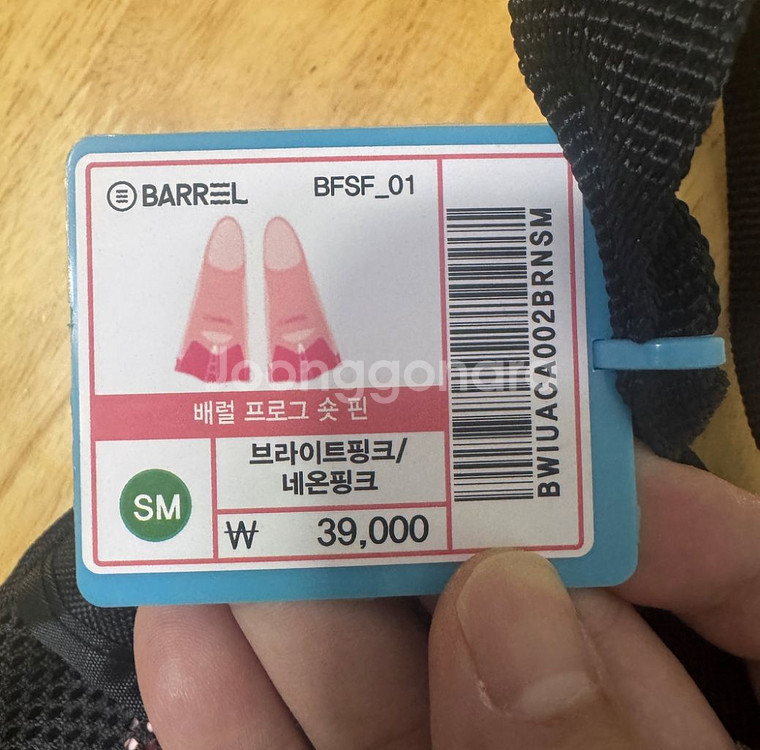 BARREL
BFSF_01
배럴 프로그 숏 핀
브라이트핑크/
네온핑크
SM
₩ 39,000
BWIUACA002BRNSM
Joonggonara